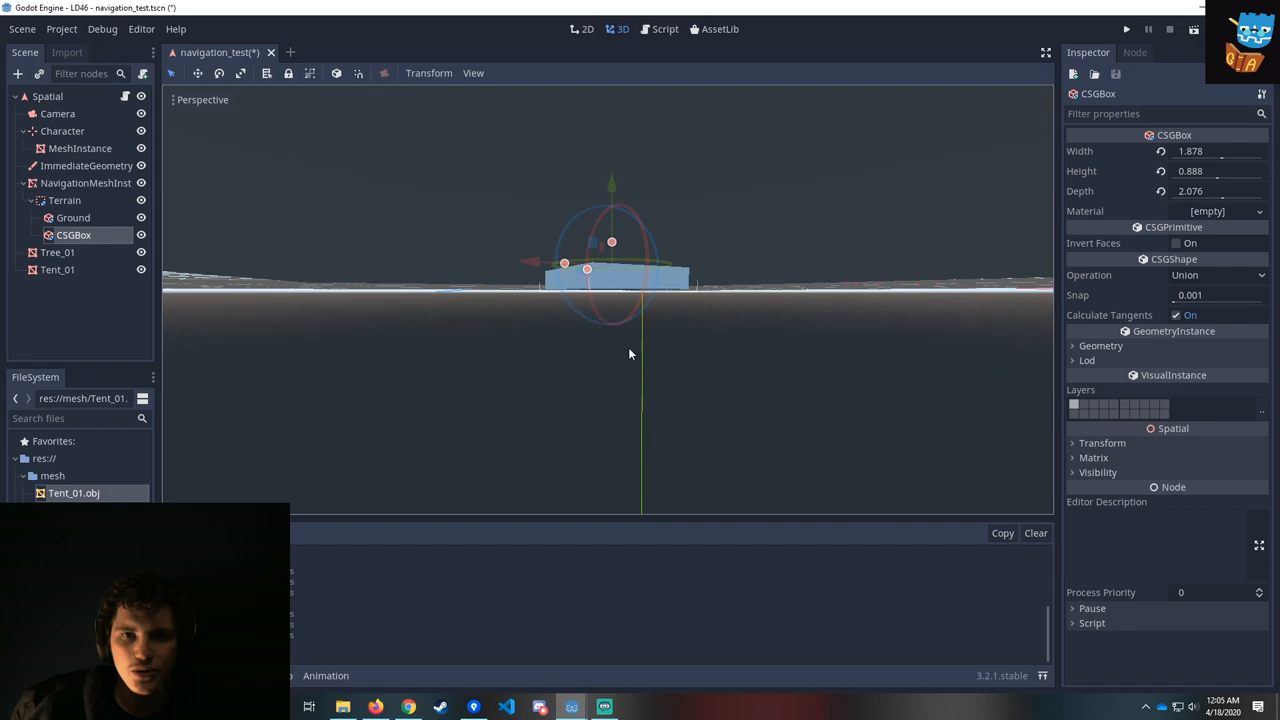 Godot Engine - LD46 - navigation_test.tscn (*)
Scene Project Debug Editor Help
2D 3D Script AssetLib
Scene Import
navigation_test(*)
Inspector Node
Filter nodes
Transform View
CSGBox
Perspective
Filter properties
Spatial
Camera
Character
MeshInstance
ImmediateGeometry
NavigationMeshInst
Terrain
Ground
CSGBox
Tree_01
Tent_01
CSGBox
Width 1.878
Height 0.888
Depth 2.076
Material [empty]
CSGPrimitive
Invert Faces On
CSGShape
Operation Union
Snap 0.001
Calculate Tangents On
GeometryInstance
Geometry
Lod
VisualInstance
Layers
..
Spatial
Transform
Matrix
Visibility
Node
Editor Description
Process Priority 0
Pause
Script
FileSystem
res://mesh/Tent_01.
Search files
Favorites:
res://
mesh
Tent_01.obj
Copy Clear
s
s
s
s
s
s
Animation
3.2.1.stable
12:05 AM
4/18/2020
Q A